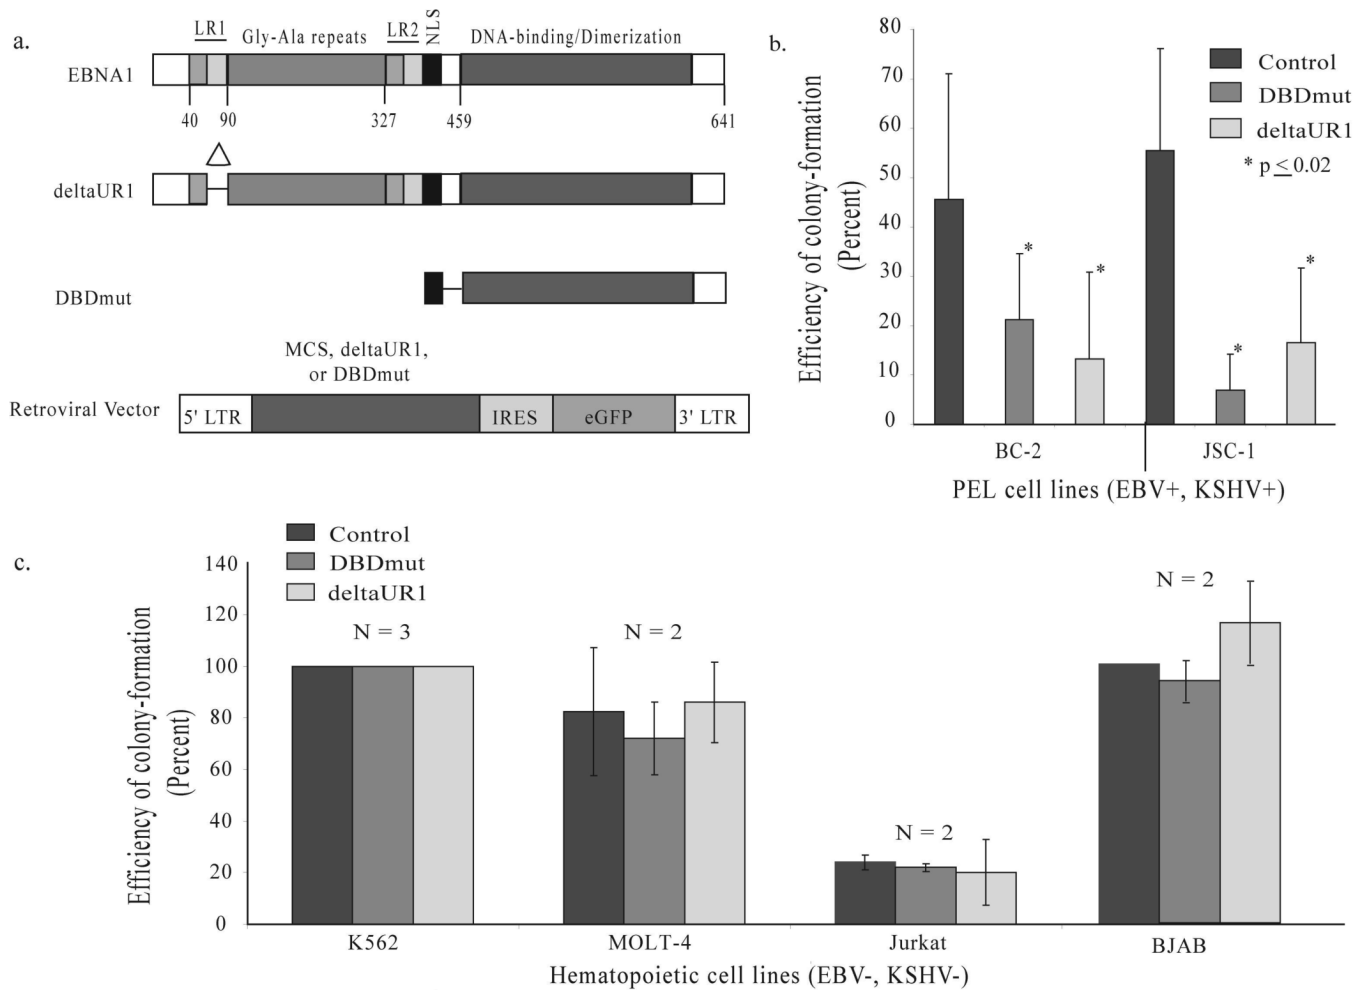 a.
LR1
Gly-Ala repeats
LR2
NLS
DNA-binding/Dimerization
EBNA1
40
90
327
459
641
deltaUR1
DBDmut
MCS, deltaUR1,
or DBDmut
Retroviral Vector
5' LTR
IRES
eGFP
3' LTR
b.
Efficiency of colony-formation
(Percent)
80
70
60
50
40
30
20
10
0
Control
DBDmut
deltaUR1
* p ≤ 0.02
*
*
*
*
BC-2
JSC-1
PEL cell lines (EBV+, KSHV+)
c.
Efficiency of colony-formation
(Percent)
140
120
100
80
60
40
20
0
Control
DBDmut
deltaUR1
N = 3
N = 2
N = 2
N = 2
K562
MOLT-4
Jurkat
BJAB
Hematopoietic cell lines (EBV-, KSHV-)